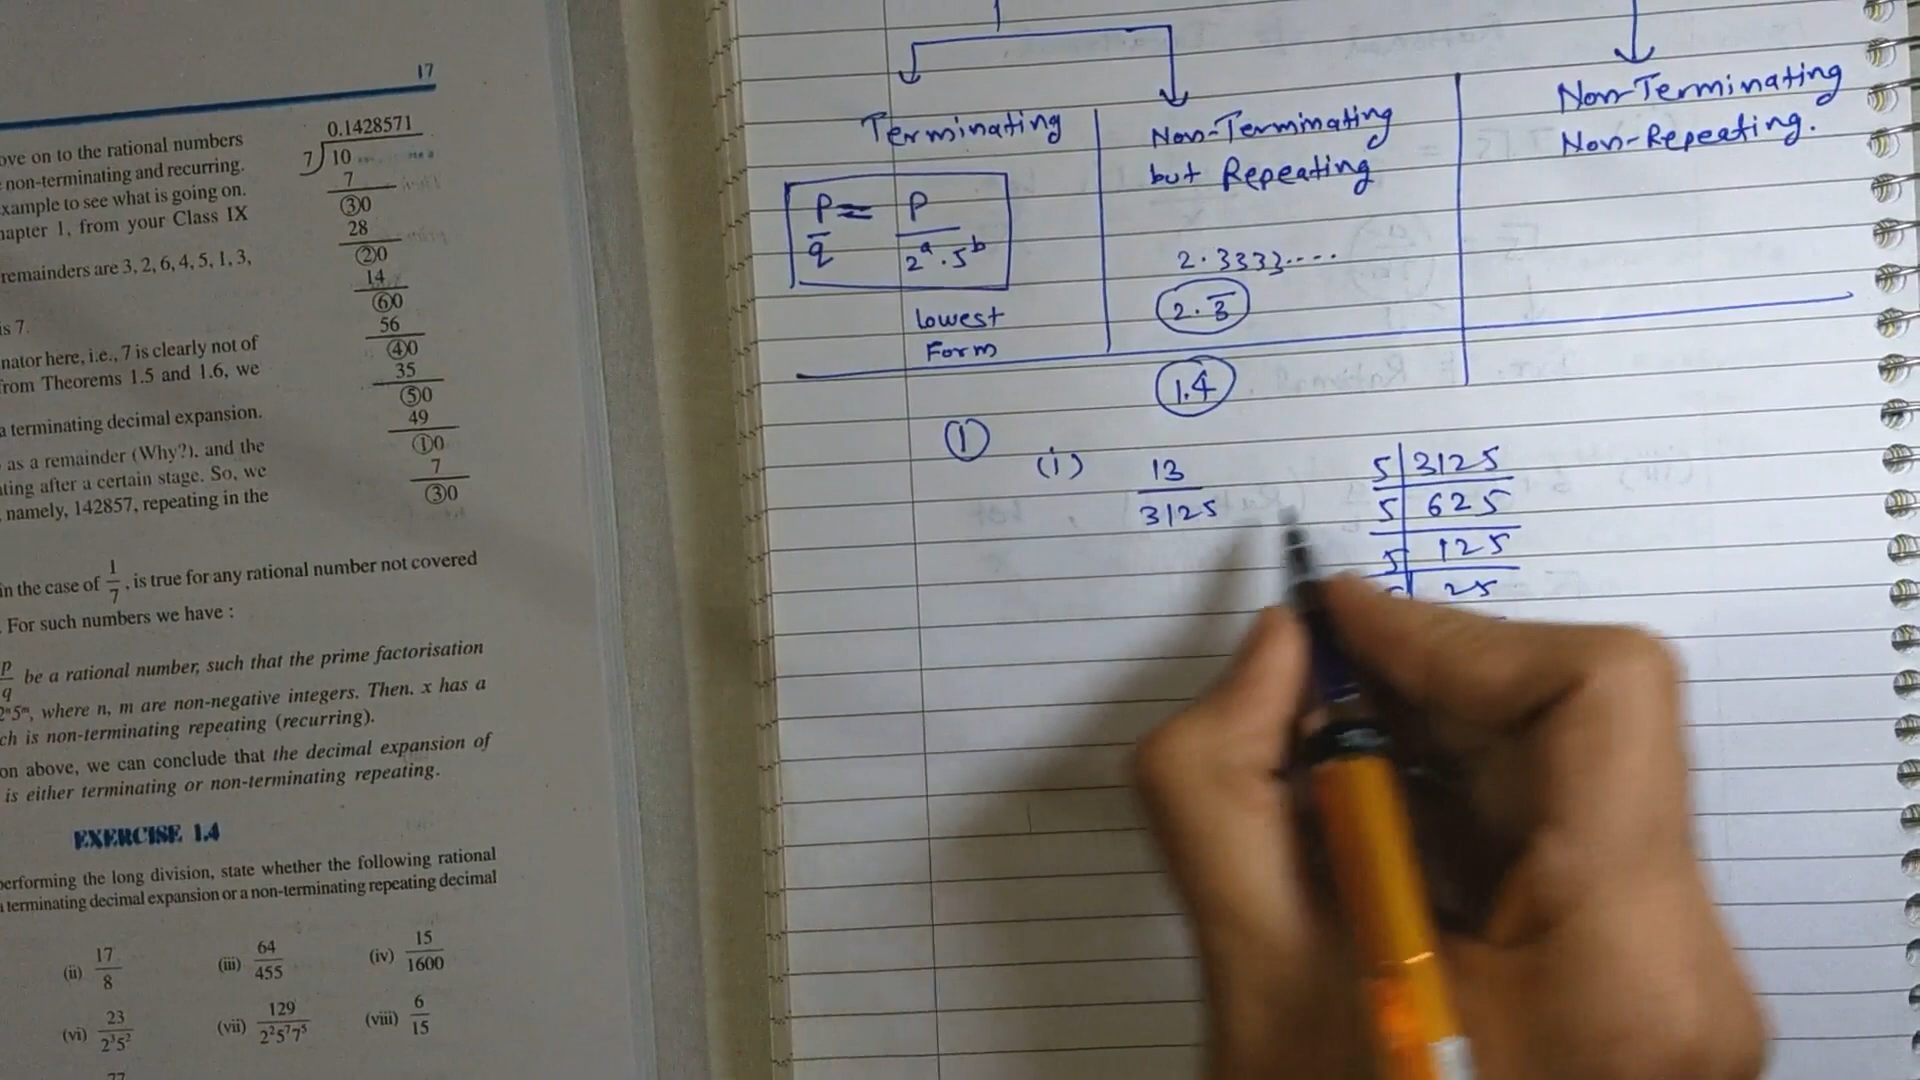 17
ove on to the rational numbers
non-terminating and recurring.
xample to see what is going on.
hapter 1, from your Class IX
remainders are 3, 2, 6, 4, 5, 1, 3,
is 7.
nator here, i.e., 7 is clearly not of
from Theorems 1.5 and 1.6, we
a terminating decimal expansion.
as a remainder (Why?), and the
ting after a certain stage. So, we
namely, 142857, repeating in the
0.1428571
7 10
7
30
28
20
14
60
56
40
35
50
49
10
7
30
in the case of 1/7, is true for any rational number not covered
For such numbers we have :
p/q be a rational number, such that the prime factorisation
2ⁿ5ᵐ, where n, m are non-negative integers. Then, x has a
ch is non-terminating repeating (recurring).
on above, we can conclude that the decimal expansion of
is either terminating or non-terminating repeating.
EXERCISE 1.4
performing the long division, state whether the following rational
a terminating decimal expansion or a non-terminating repeating decimal
(ii) 17/8 (iii) 64/455 (iv) 15/1600
(vi) 23/2³5² (vii) 129/2²5⁷7⁵ (viii) 6/15
77
Terminating
P/q = P/2ᵃ.5ᵇ
Lowest
Form
Non-Terminating
but Repeating
2.3333....
2.3̅
Non-Terminating
Non-Repeating.
1.4
1
(i) 13/3125
5 3125
5 625
5 125
25